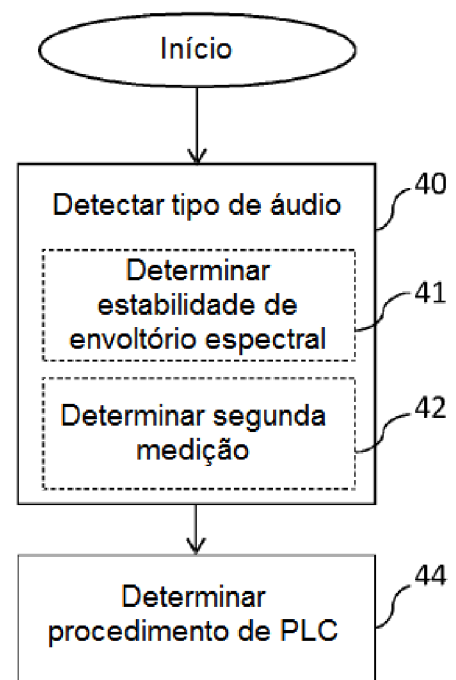 Início
Detectar tipo de áudio
40
Determinar
estabilidade de
envoltório espectral
41
Determinar segunda
medição
42
Determinar
procedimento de PLC
44